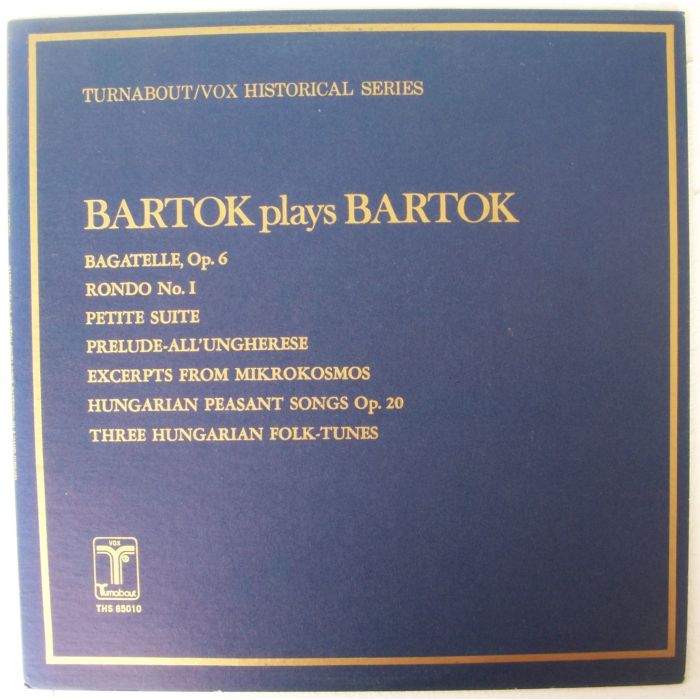 TURNABOUT/VOX HISTORICAL SERIES
BARTOK plays BARTOK
BAGATELLE, Op. 6
RONDO No. I
PETITE SUITE
PRELUDE-ALL'UNGHERESE
EXCERPTS FROM MIKROKOSMOS
HUNGARIAN PEASANT SONGS Op. 20
THREE HUNGARIAN FOLK-TUNES
VOX
Turnabout
THS 65010